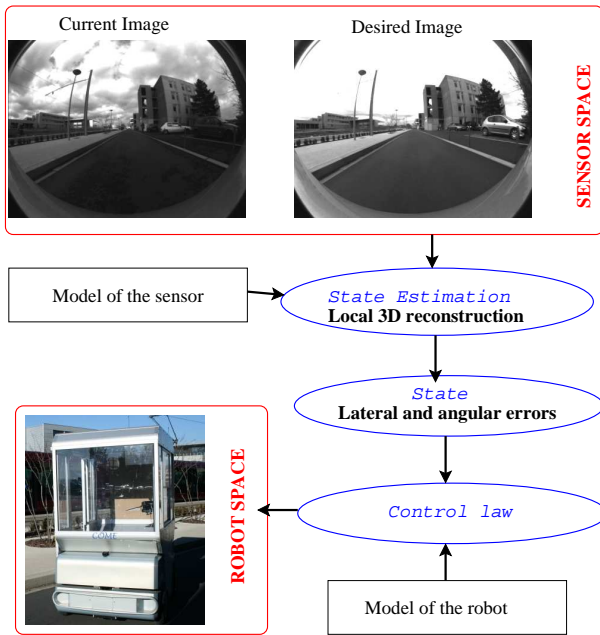 Current Image
Desired Image
SENSOR SPACE
Model of the sensor
State Estimation
Local 3D reconstruction
State
Lateral and angular errors
ROBOT SPACE
Control law
Model of the robot